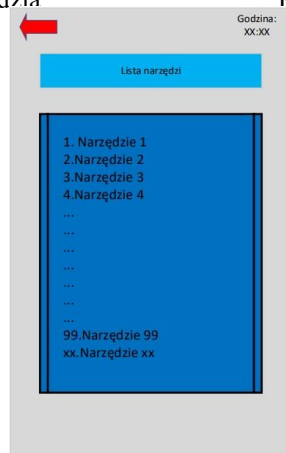 Godzina:
XX:XX
Lista narzędzi
1. Narzędzie 1
2.Narzędzie 2
3.Narzędzie 3
4.Narzędzie 4
...
...
...
...
...
...
...
99.Narzędzie 99
xx.Narzędzie xx